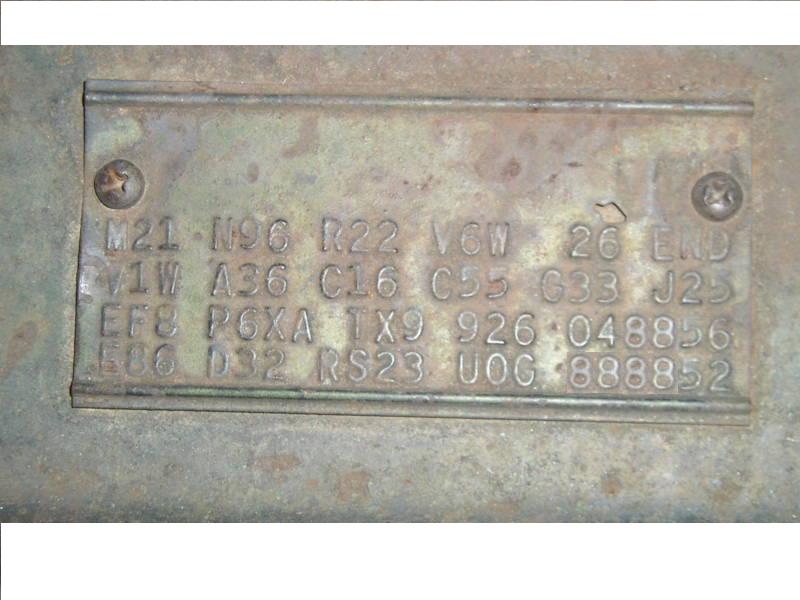 M21 N96 R22 V6W 26 END
V1W A36 C16 C55 G33 J25
EF8 P6XA TX9 926 048856
E86 D32 RS23 U0G 888852